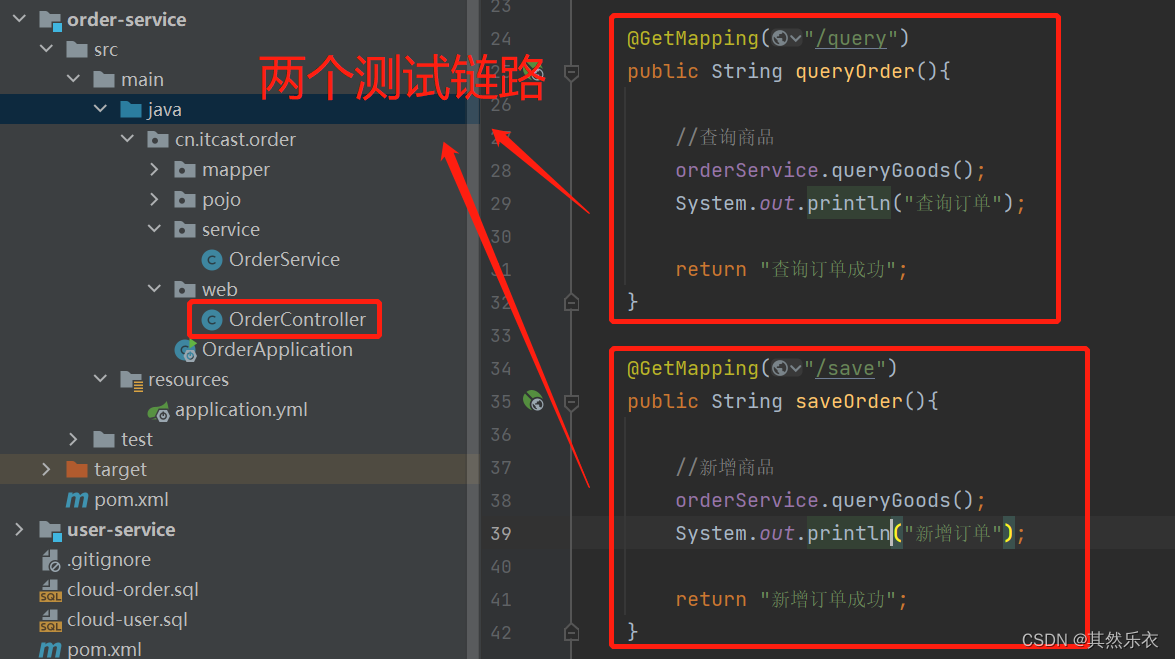 order-service
src
main
java
cn.itcast.order
mapper
pojo
service
OrderService
web
OrderController
OrderApplication
resources
application.yml
test
target
pom.xml
user-service
.gitignore
cloud-order.sql
cloud-user.sql
pom.xml
两个测试链路
23
24 @GetMapping("/query")
25 public String queryOrder(){
26
27 //查询商品
28 orderService.queryGoods();
29 System.out.println("查询订单");
30
31 return "查询订单成功";
32 }
33
34 @GetMapping("/save")
35 public String saveOrder(){
36
37 //新增商品
38 orderService.queryGoods();
39 System.out.println("新增订单");
40
41 return "新增订单成功";
42 }
CSDN @其然乐衣